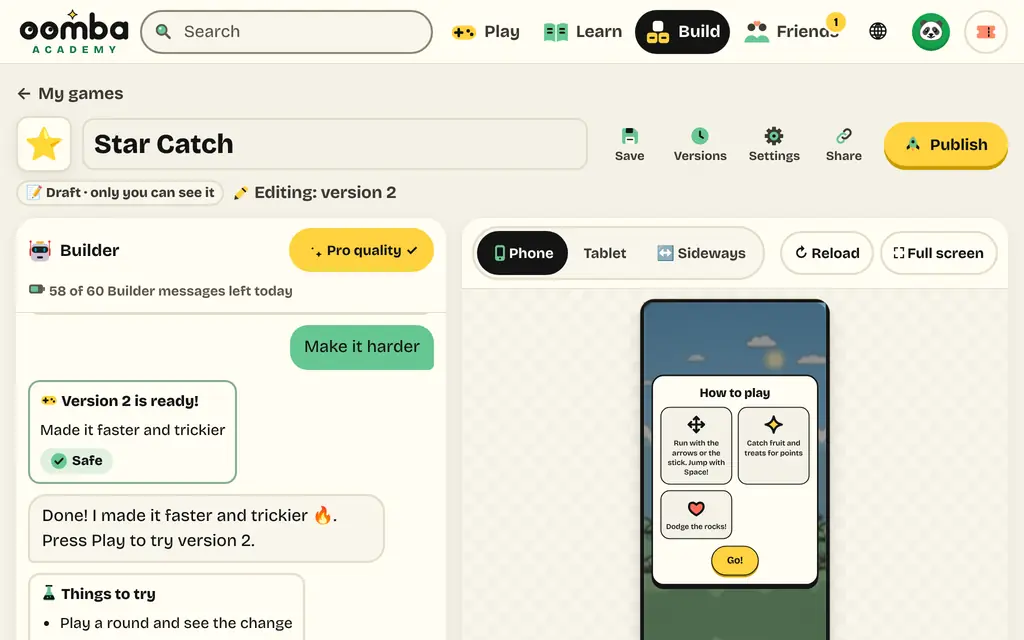 oomba
ACADEMY
Search
Play
Learn
Build
Friends
1
← My games
Star Catch
Save
Versions
Settings
Share
Publish
Draft · only you can see it
Editing: version 2
Builder
Pro quality ✓
58 of 60 Builder messages left today
Make it harder
Version 2 is ready!
Made it faster and trickier
Safe
Done! I made it faster and trickier 🔥.
Press Play to try version 2.
Things to try
• Play a round and see the change
Phone
Tablet
Sideways
Reload
Full screen
How to play
Run with the
arrows or the
stick. Jump with
Space!
Catch fruit and
treats for points
Dodge the rocks!
Go!